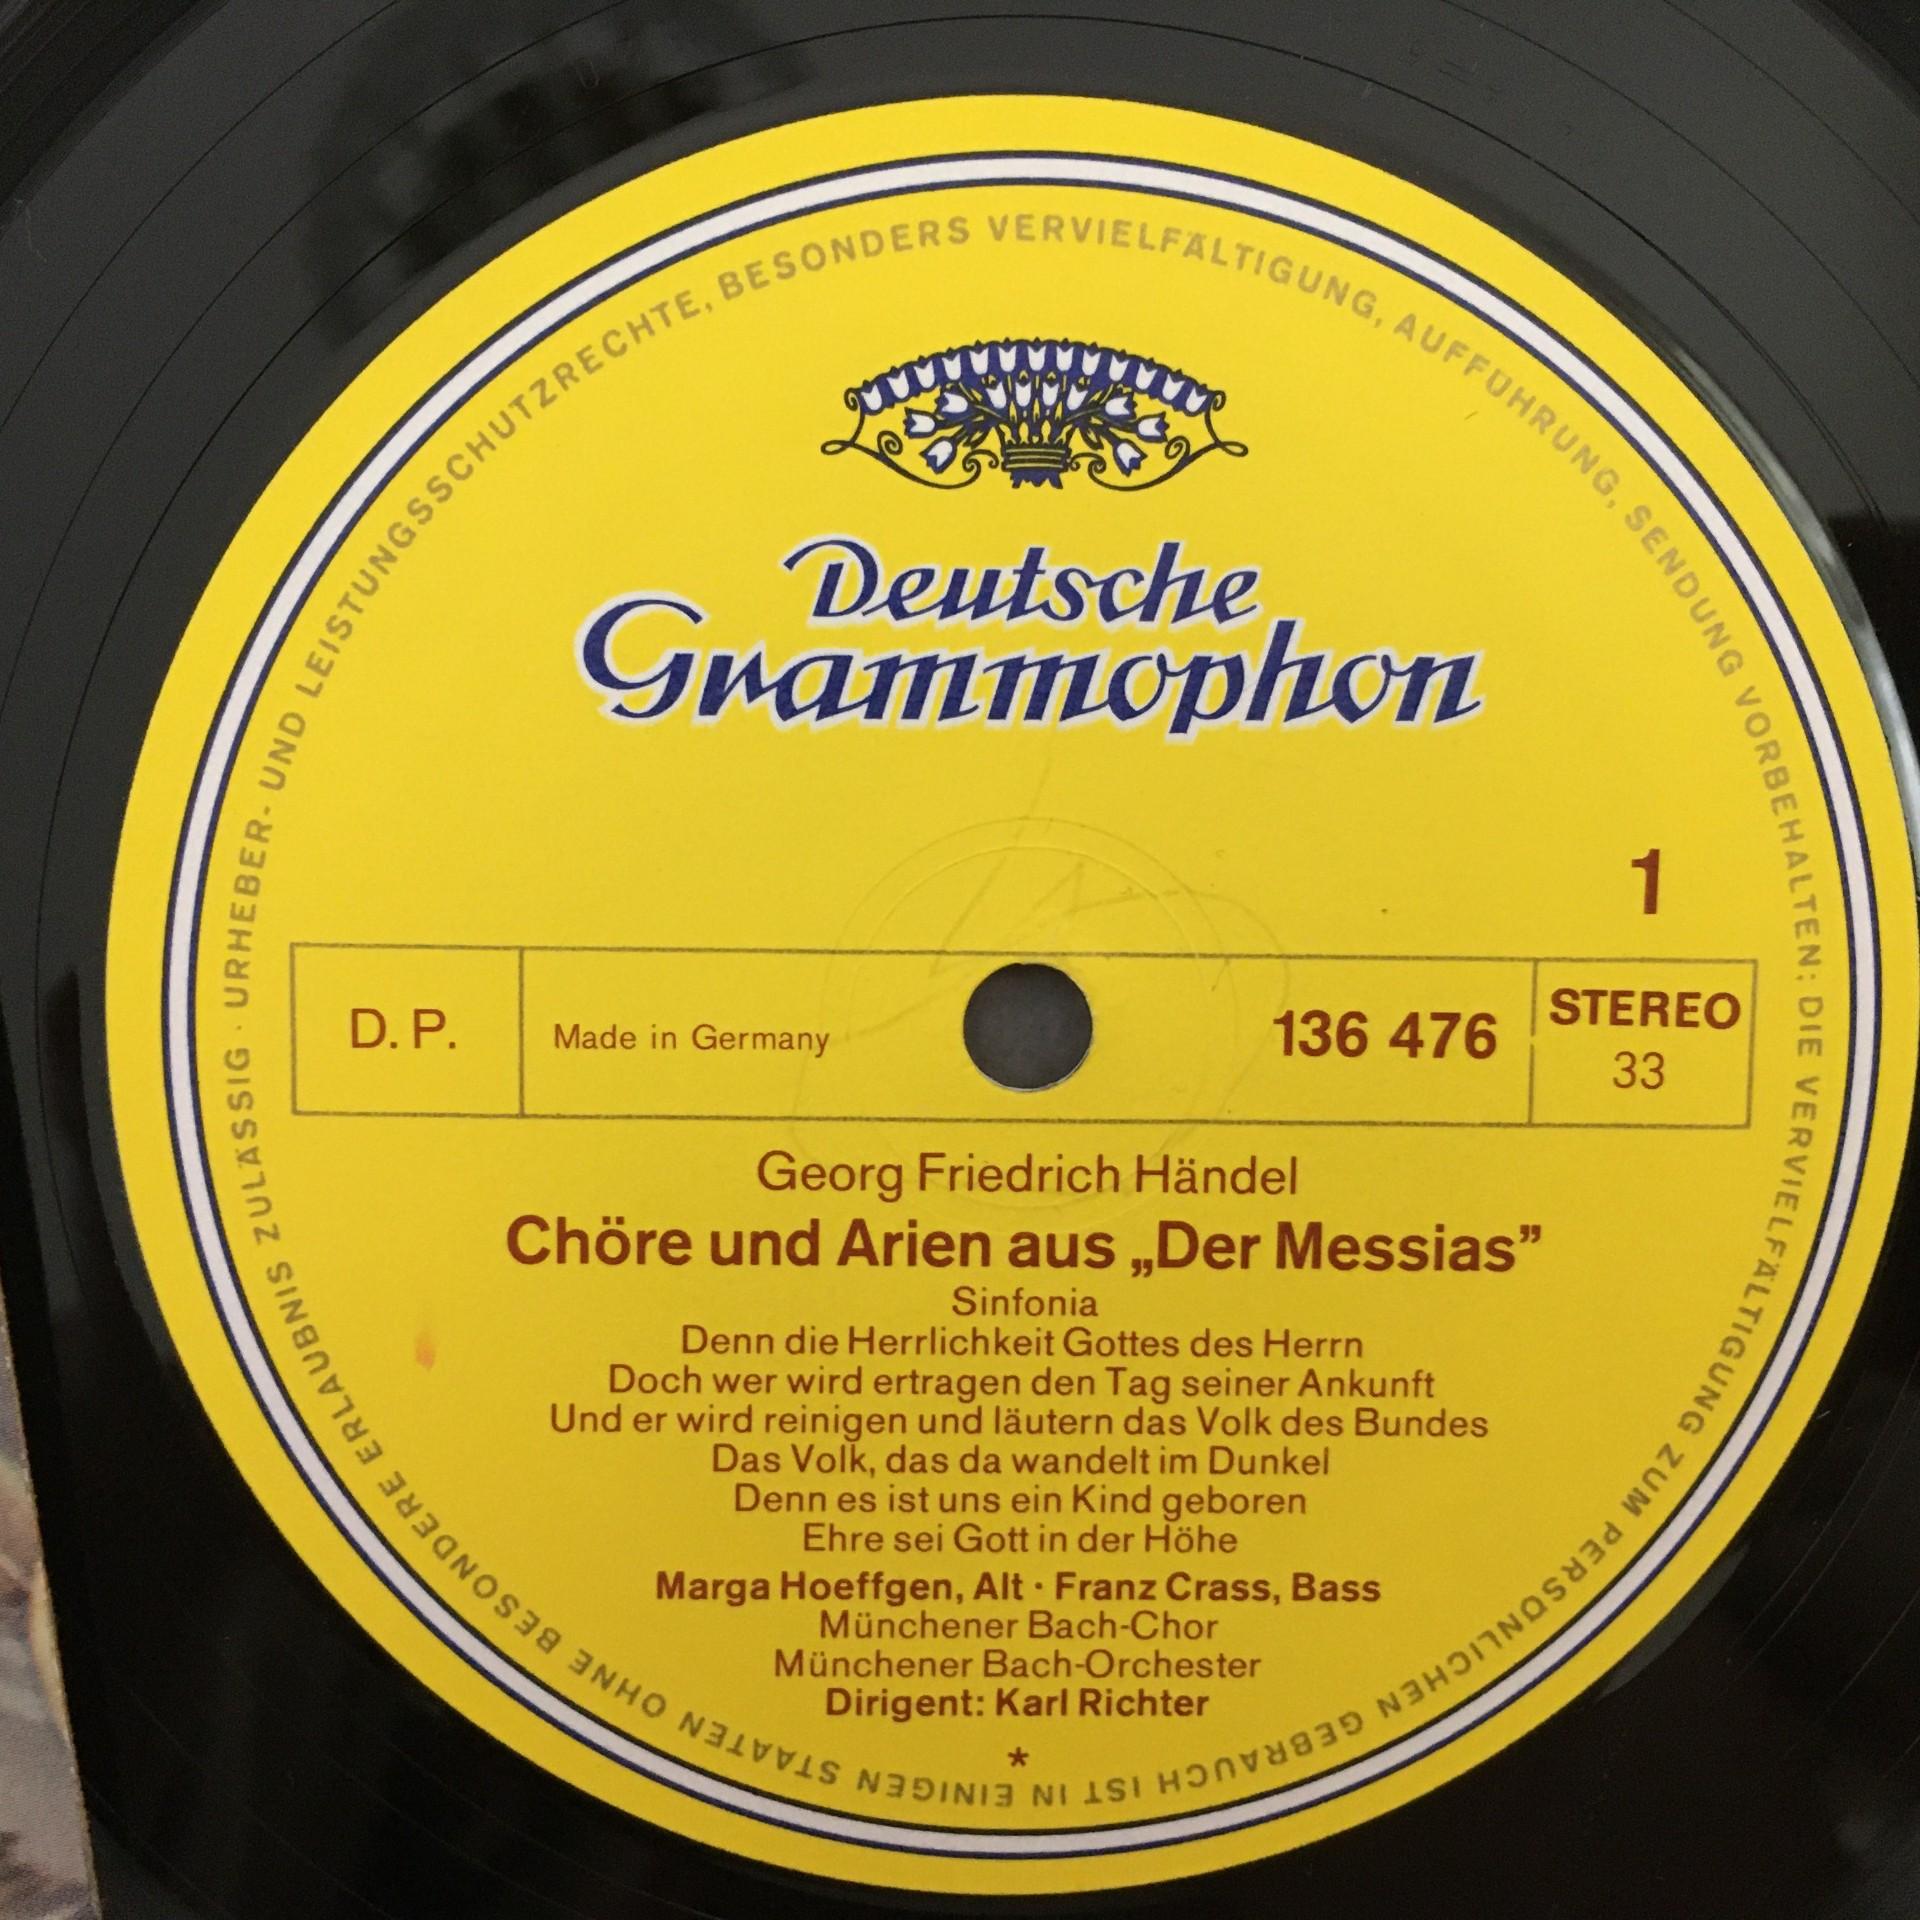 URHEBER- UND LEISTUNGSSCHUTZRECHTE, BESONDERS VERVIELFÄLTIGUNG, AUFFÜHRUNG, SENDUNG VORBEHALTEN: DIE VERVIELFÄLTIGUNG ZUM PERSÖNLICHEN GEBRAUCH IST IN EINIGEN STAATEN OHNE BESONDERE ERLAUBNIS ZULÄSSIG ·
Deutsche
Grammophon
1
D. P. Made in Germany 136 476 STEREO
33
Georg Friedrich Händel
Chöre und Arien aus „Der Messias”
Sinfonia
Denn die Herrlichkeit Gottes des Herrn
Doch wer wird ertragen den Tag seiner Ankunft
Und er wird reinigen und läutern das Volk des Bundes
Das Volk, das da wandelt im Dunkel
Denn es ist uns ein Kind geboren
Ehre sei Gott in der Höhe
Marga Hoeffgen, Alt · Franz Crass, Bass
Münchener Bach-Chor
Münchener Bach-Orchester
Dirigent: Karl Richter
*